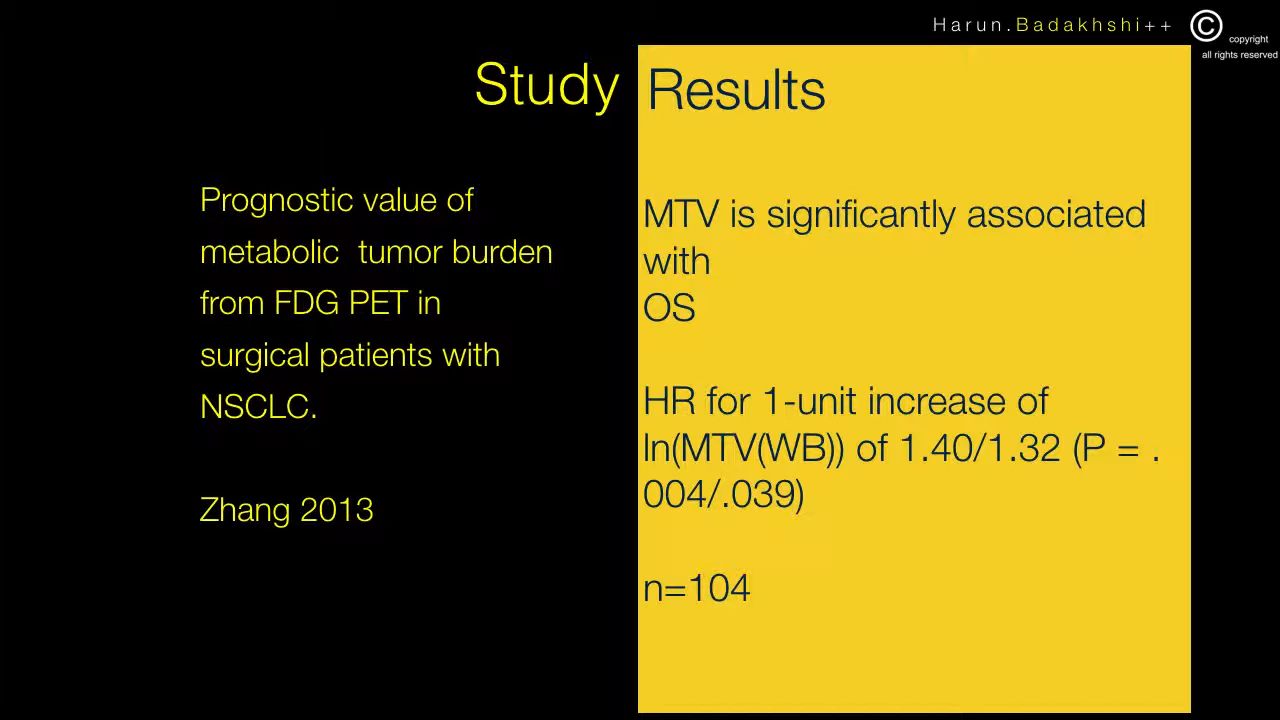 Harun.Badakhshi++
©
copyright
all rights reserved
Study
Results
Prognostic value of
metabolic tumor burden
from FDG PET in
surgical patients with
NSCLC.
Zhang 2013
MTV is significantly associated
with
OS
HR for 1-unit increase of
ln(MTV(WB)) of 1.40/1.32 (P = .
004/.039)
n=104